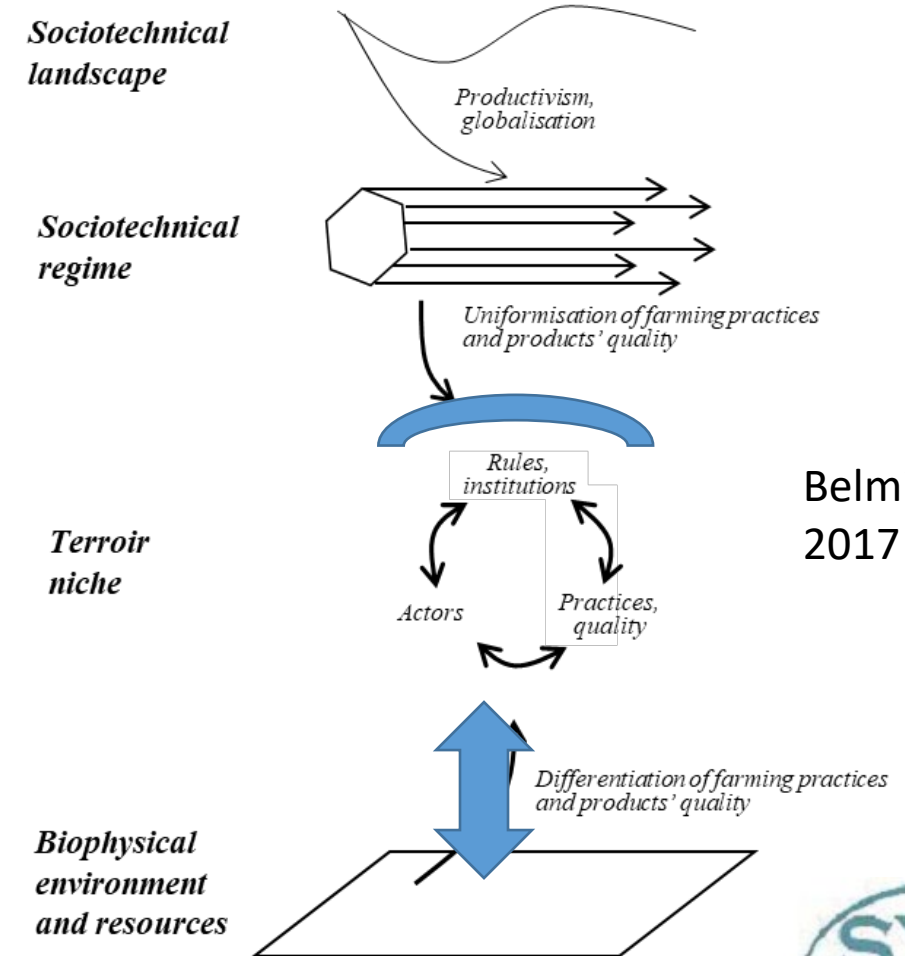 Sociotechnical
landscape
Productivism,
globalisation
Sociotechnical
regime
Uniformisation of farming practices
and products' quality
Rules,
institutions
Belm
2017
Terroir
niche
Actors
Practices,
quality
Differentiation of farming practices
and products' quality
Biophysical
environment
and resources